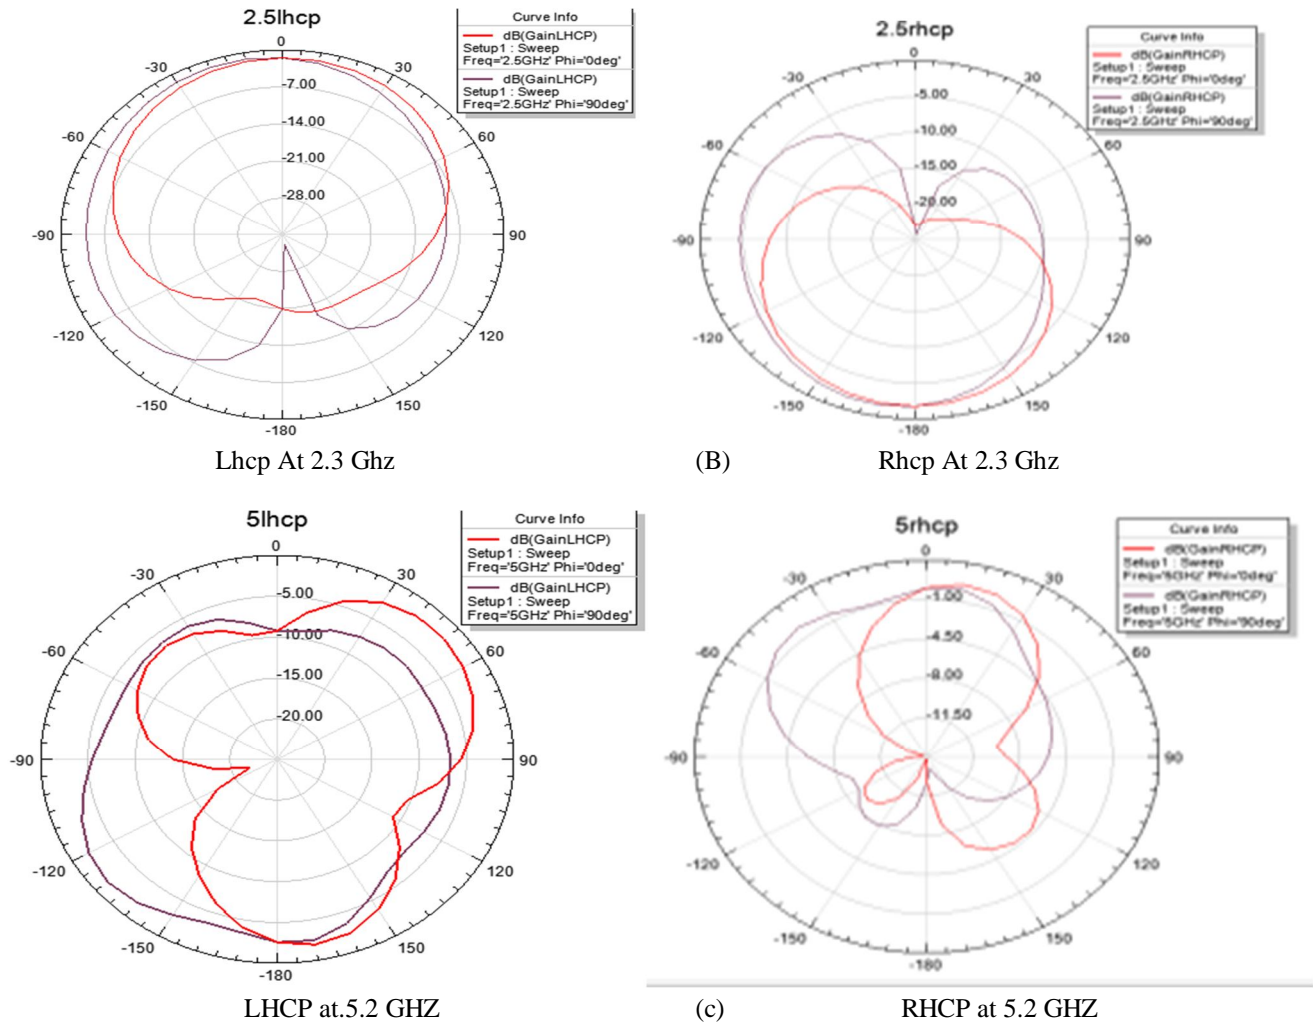 2.5lhcp
Curve Info
dB(GainLHCP)
Setup1 : Sweep
Freq='2.5GHz' Phi='0deg'
dB(GainLHCP)
Setup1 : Sweep
Freq='2.5GHz' Phi='90deg'
0
-30
30
-7.00
-60
-14.00
60
-21.00
-28.00
-90
90
-120
120
-150
150
-180
2.5rhcp
Curve Info
dB(GainRHCP)
Setup1 : Sweep
Freq='2.5GHz' Phi='0deg'
dB(GainRHCP)
Setup1 : Sweep
Freq='2.5GHz' Phi='90deg'
0
-30
30
-5.00
-60
-10.00
60
-15.00
-20.00
-90
90
-120
120
-150
150
-180
Lhcp At 2.3 Ghz
(B)
Rhcp At 2.3 Ghz
5lhcp
Curve Info
dB(GainLHCP)
Setup1 : Sweep
Freq='5GHz' Phi='0deg'
dB(GainLHCP)
Setup1 : Sweep
Freq='5GHz' Phi='90deg'
0
-30
30
-5.00
-60
-10.00
60
-15.00
-20.00
-90
90
-120
120
-150
150
-180
5rhcp
Curve Info
dB(GainRHCP)
Setup1 : Sweep
Freq='5GHz' Phi='0deg'
dB(GainRHCP)
Setup1 : Sweep
Freq='5GHz' Phi='90deg'
0
-30
30
-1.00
-60
-4.50
60
-8.00
-11.50
-90
90
-120
120
-150
150
-180
LHCP at.5.2 GHZ
(c)
RHCP at 5.2 GHZ